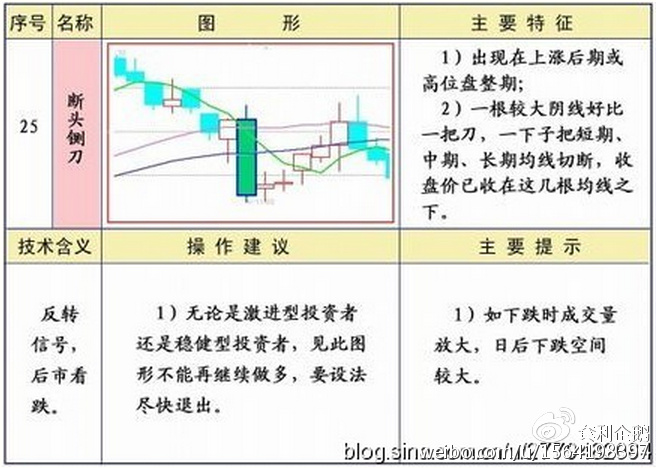 序号 名称 图 形 主要特征
25
断头铡刀
1）出现在上涨后期或
高位盘整期；
2）一根较大阴线好比
一把刀，一下子把短期、
中期、长期均线切断，收
盘价已收在这几根均线之
下。
技术含义 操作建议 主要提示
反转
信号，
后市看
跌。
1）无论是激进型投资者
还是稳健型投资者，见此图
形不能再继续做多，要设法
尽快退出。
1）如下跌时成交量
放大，日后下跌空间
较大。
套利企鹅